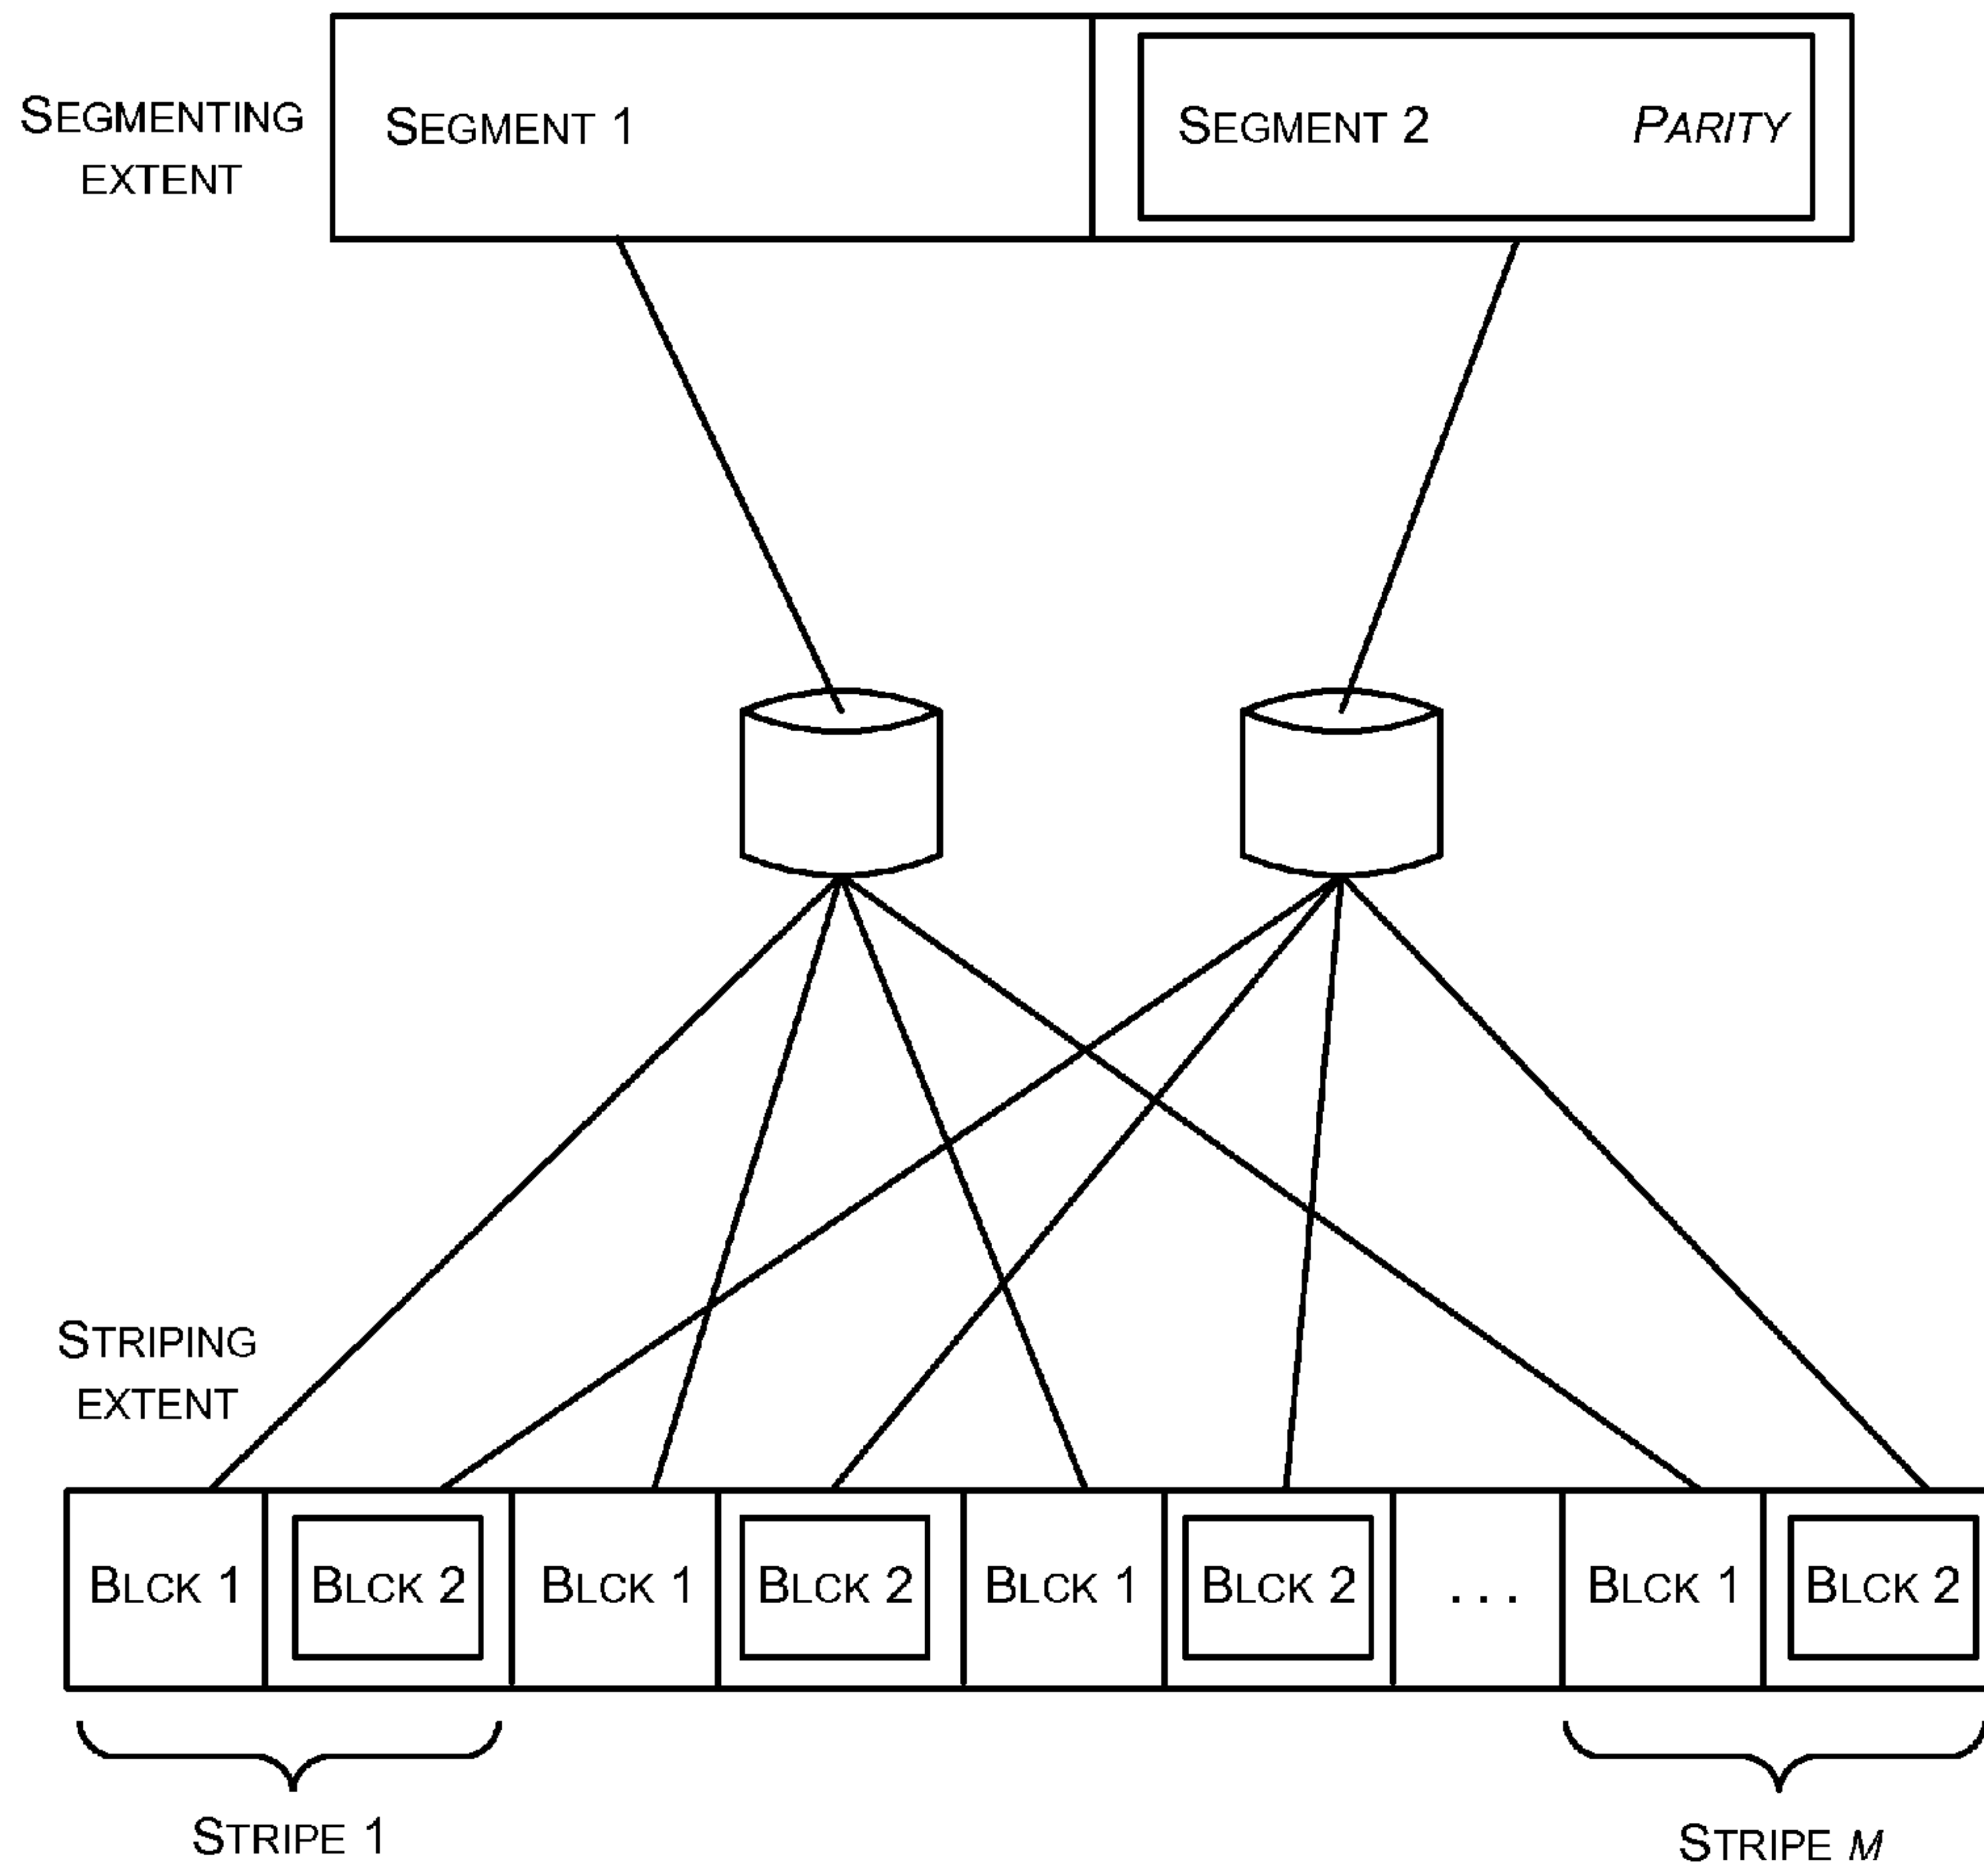 SEGMENTING
EXTENT
SEGMENT 1
SEGMENT 2 PARITY
STRIPING
EXTENT
BLCK 1 BLCK 2 BLCK 1 BLCK 2 BLCK 1 BLCK 2 ... BLCK 1 BLCK 2
STRIPE 1
STRIPE M